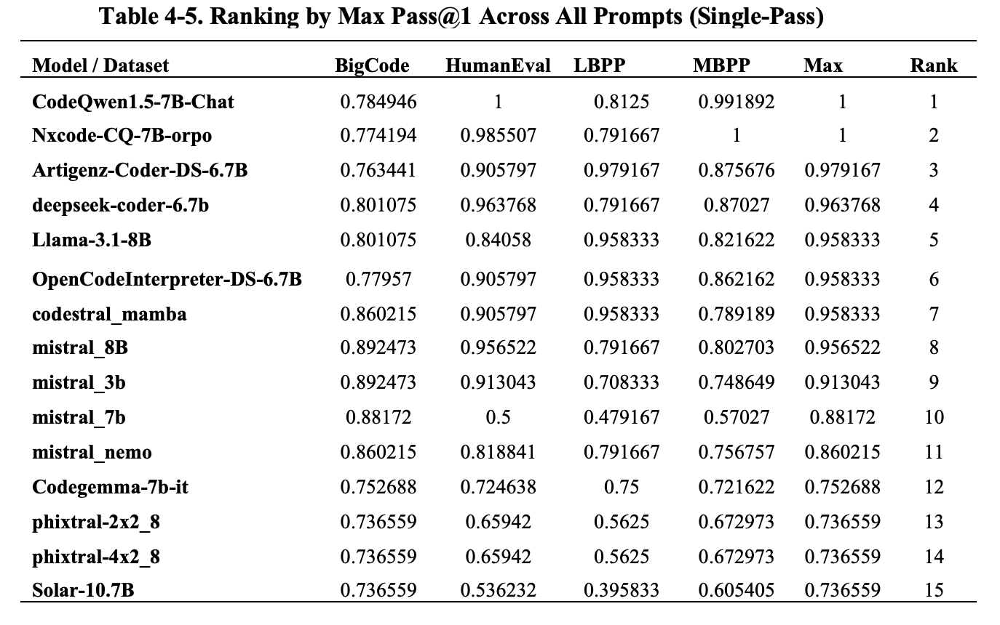 Table 4-5. Ranking by Max Pass@1 Across All Prompts (Single-Pass)
Model / Dataset BigCode HumanEval LBPP MBPP Max Rank
CodeQwen1.5-7B-Chat 0.784946 1 0.8125 0.991892 1 1
Nxcode-CQ-7B-orpo 0.774194 0.985507 0.791667 1 1 2
Artigenz-Coder-DS-6.7B 0.763441 0.905797 0.979167 0.875676 0.979167 3
deepseek-coder-6.7b 0.801075 0.963768 0.791667 0.87027 0.963768 4
Llama-3.1-8B 0.801075 0.84058 0.958333 0.821622 0.958333 5
OpenCodeInterpreter-DS-6.7B 0.77957 0.905797 0.958333 0.862162 0.958333 6
codestral_mamba 0.860215 0.905797 0.958333 0.789189 0.958333 7
mistral_8B 0.892473 0.956522 0.791667 0.802703 0.956522 8
mistral_3b 0.892473 0.913043 0.708333 0.748649 0.913043 9
mistral_7b 0.88172 0.5 0.479167 0.57027 0.88172 10
mistral_nemo 0.860215 0.818841 0.791667 0.756757 0.860215 11
Codegemma-7b-it 0.752688 0.724638 0.75 0.721622 0.752688 12
phixtral-2x2_8 0.736559 0.65942 0.5625 0.672973 0.736559 13
phixtral-4x2_8 0.736559 0.65942 0.5625 0.672973 0.736559 14
Solar-10.7B 0.736559 0.536232 0.395833 0.605405 0.736559 15